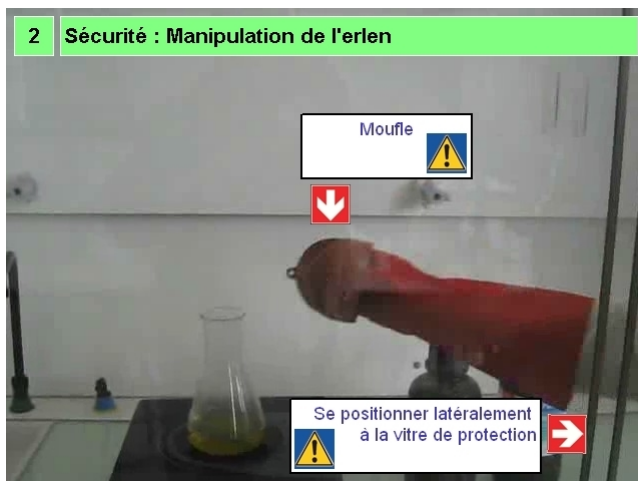 2 Sécurité : Manipulation de l'erlen
Moufle
Se positionner latéralement
à la vitre de protection